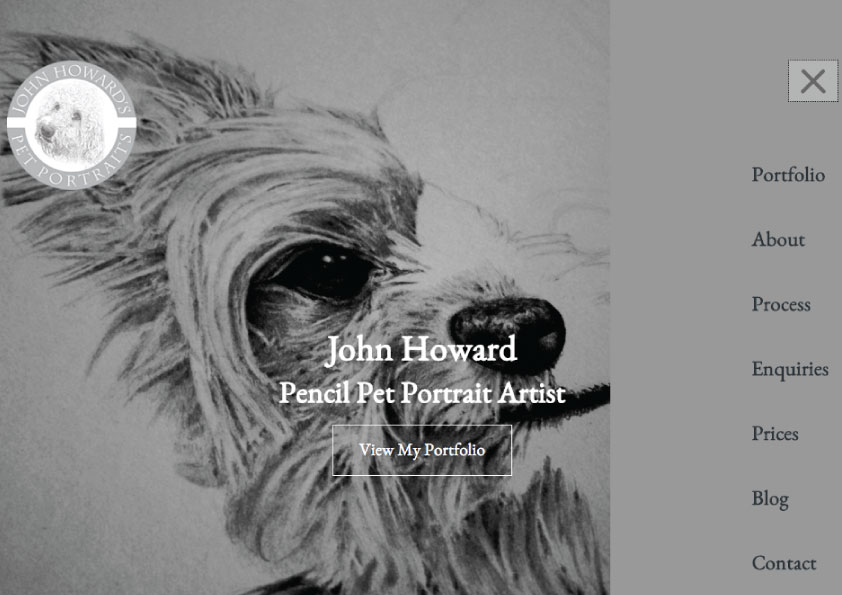 JOHN HOWARD'S
PET PORTRAITS
John Howard
Pencil Pet Portrait Artist
View My Portfolio
Portfolio
About
Process
Enquiries
Prices
Blog
Contact